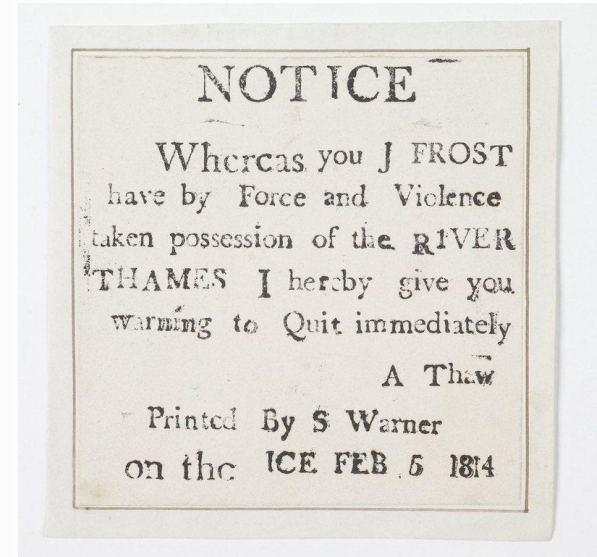 NOTICE
Whereas you J FROST
have by Force and Violence
taken possession of the R1VER
THAMES I hereby give you
warning to Quit immediately
A Thaw
Printed By S Warner
on the ICE FEB 5 1814